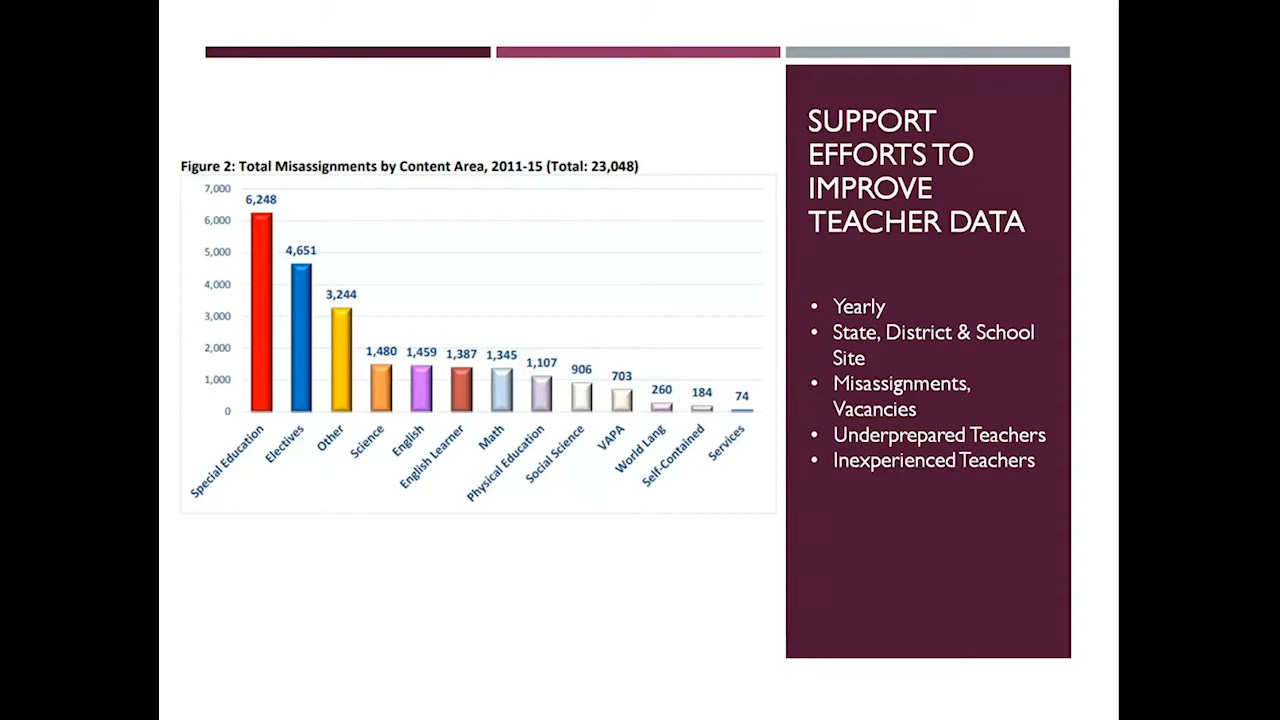 Figure 2: Total Misassignments by Content Area, 2011-15 (Total: 23,048)
7,000
6,000
5,000
4,000
3,000
2,000
1,000
0
6,248
4,651
3,244
1,480
1,459
1,387
1,345
1,107
906
703
260
184
74
Special Education
Electives
Other
Science
English
English Learner
Math
Physical Education
Social Science
VAPA
World Lang
Self-Contained
Services
SUPPORT
EFFORTS TO
IMPROVE
TEACHER DATA
• Yearly
• State, District & School
Site
• Misassignments,
Vacancies
• Underprepared Teachers
• Inexperienced Teachers